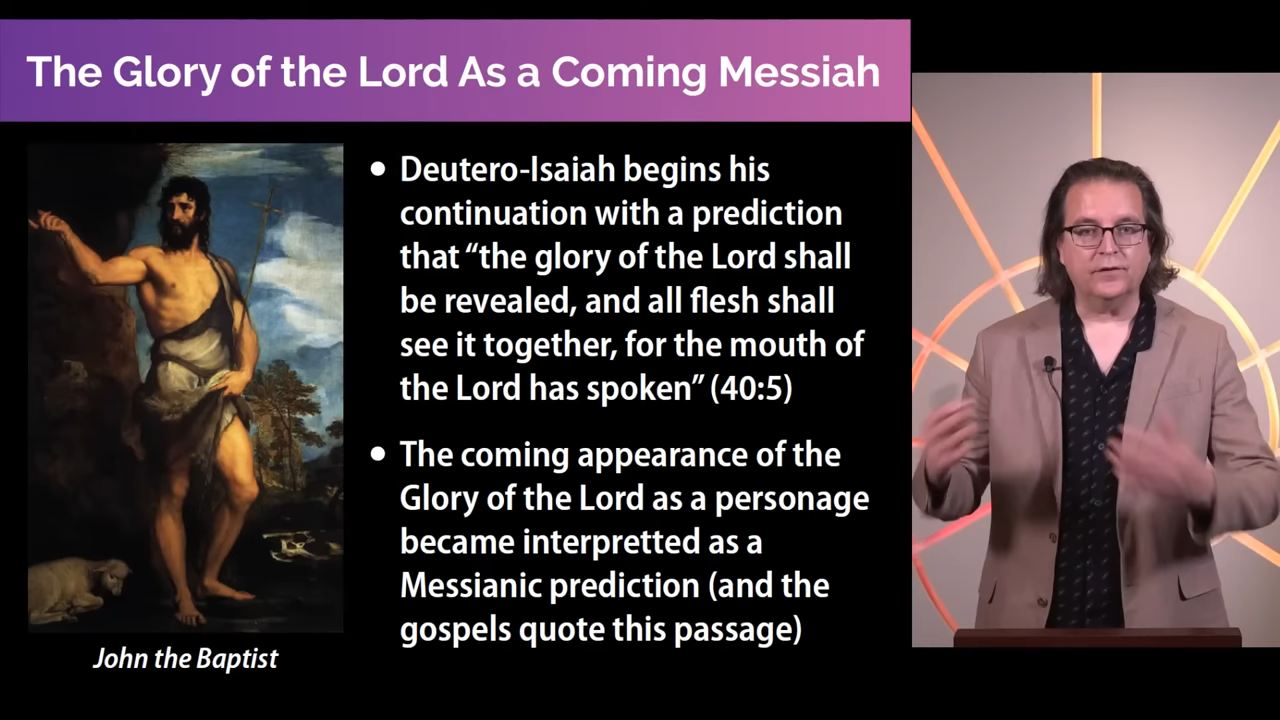 The Glory of the Lord As a Coming Messiah
• Deutero-Isaiah begins his
continuation with a prediction
that “the glory of the Lord shall
be revealed, and all flesh shall
see it together, for the mouth of
the Lord has spoken” (40:5)
• The coming appearance of the
Glory of the Lord as a personage
became interpretted as a
Messianic prediction (and the
gospels quote this passage)
John the Baptist